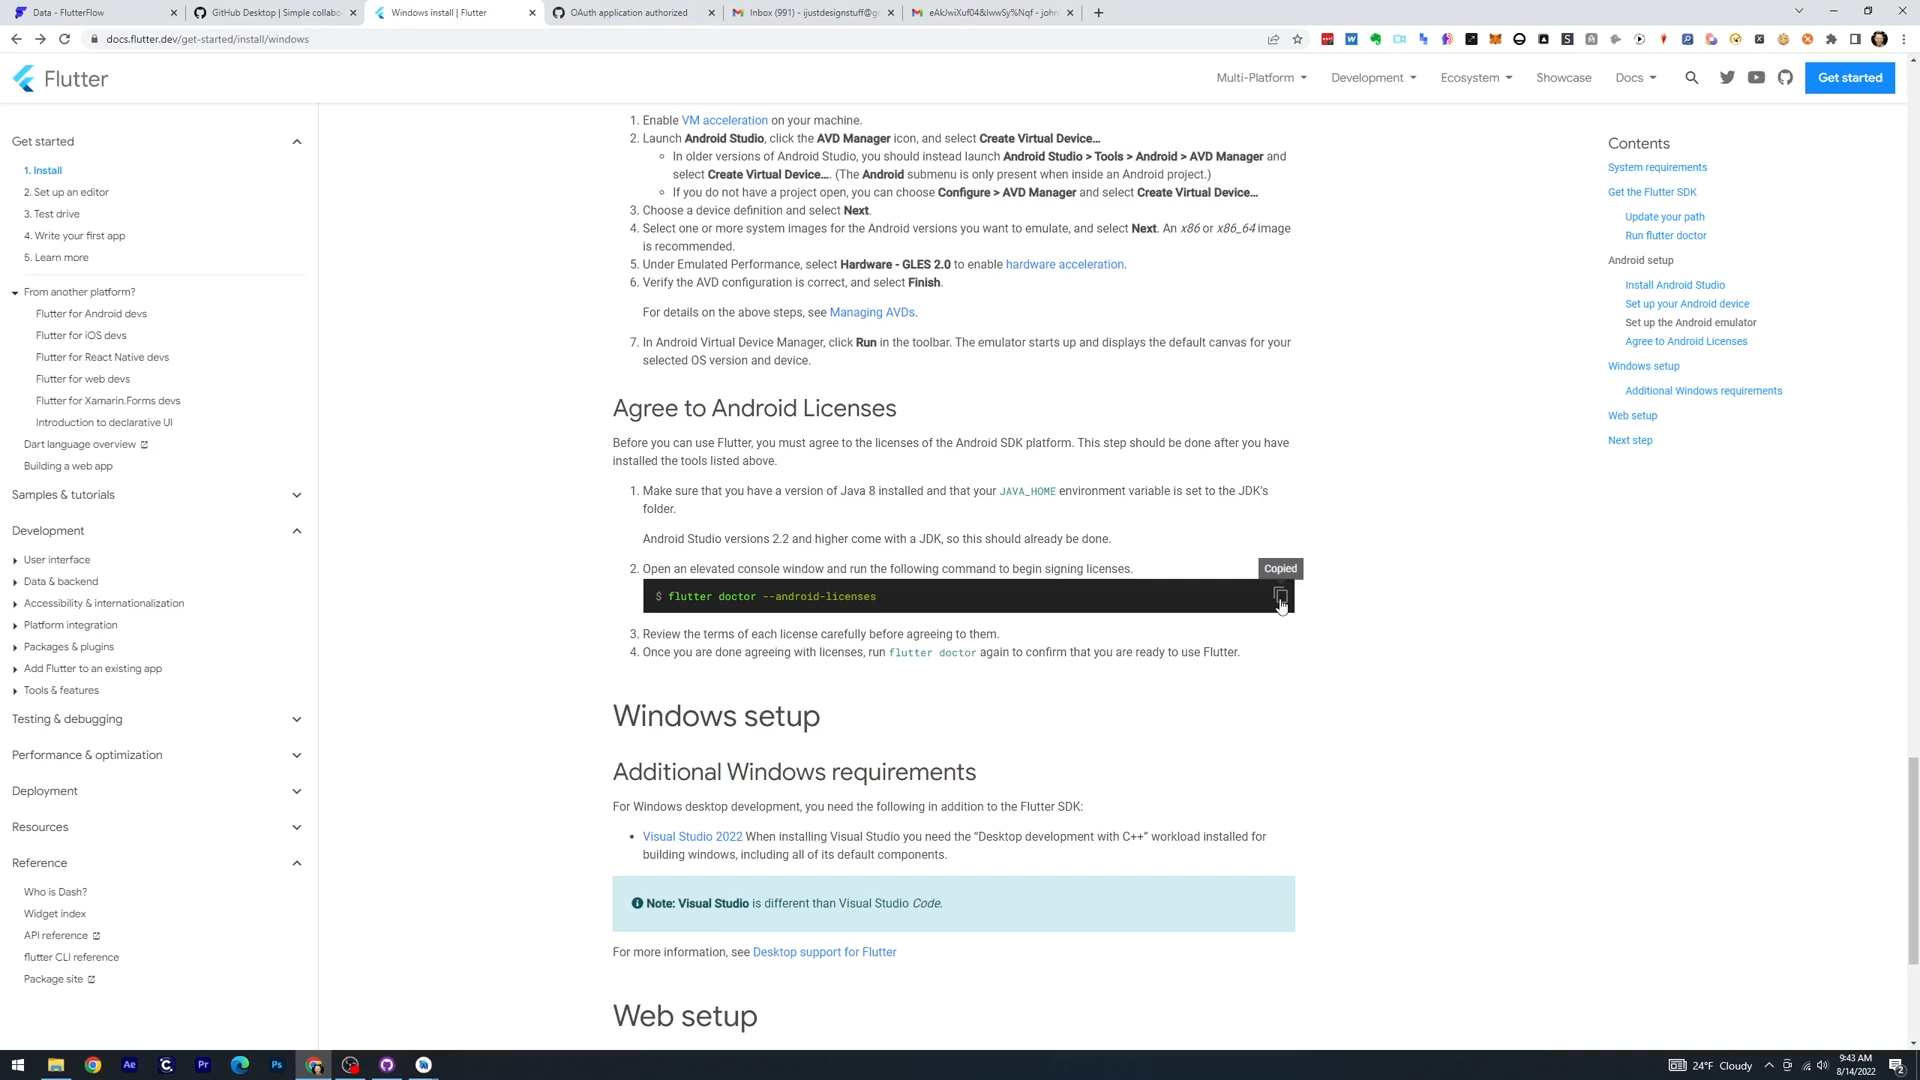 Data - FlutterFlow
GitHub Desktop | Simple collabo
Windows install | Flutter
OAuth application authorized
Inbox (991) - ijustdesignstuff@g
eAkJwiXuf04&IwwSy%Nqf - john
docs.flutter.dev/get-started/install/windows
Flutter
Multi-Platform
Development
Ecosystem
Showcase
Docs
Get started
Get started
1. Install
2. Set up an editor
3. Test drive
4. Write your first app
5. Learn more
From another platform?
Flutter for Android devs
Flutter for iOS devs
Flutter for React Native devs
Flutter for web devs
Flutter for Xamarin.Forms devs
Introduction to declarative UI
Dart language overview
Building a web app
Samples & tutorials
Development
User interface
Data & backend
Accessibility & internationalization
Platform integration
Packages & plugins
Add Flutter to an existing app
Tools & features
Testing & debugging
Performance & optimization
Deployment
Resources
Reference
Who is Dash?
Widget index
API reference
flutter CLI reference
Package site
1. Enable VM acceleration on your machine.
2. Launch Android Studio, click the AVD Manager icon, and select Create Virtual Device…
In older versions of Android Studio, you should instead launch Android Studio > Tools > Android > AVD Manager and
select Create Virtual Device…. (The Android submenu is only present when inside an Android project.)
If you do not have a project open, you can choose Configure > AVD Manager and select Create Virtual Device…
3. Choose a device definition and select Next.
4. Select one or more system images for the Android versions you want to emulate, and select Next. An x86 or x86_64 image
is recommended.
5. Under Emulated Performance, select Hardware - GLES 2.0 to enable hardware acceleration.
6. Verify the AVD configuration is correct, and select Finish.
For details on the above steps, see Managing AVDs.
7. In Android Virtual Device Manager, click Run in the toolbar. The emulator starts up and displays the default canvas for your
selected OS version and device.
Agree to Android Licenses
Before you can use Flutter, you must agree to the licenses of the Android SDK platform. This step should be done after you have
installed the tools listed above.
1. Make sure that you have a version of Java 8 installed and that your JAVA_HOME environment variable is set to the JDK's
folder.
Android Studio versions 2.2 and higher come with a JDK, so this should already be done.
2. Open an elevated console window and run the following command to begin signing licenses.
Copied
$ flutter doctor --android-licenses
3. Review the terms of each license carefully before agreeing to them.
4. Once you are done agreeing with licenses, run flutter doctor again to confirm that you are ready to use Flutter.
Windows setup
Additional Windows requirements
For Windows desktop development, you need the following in addition to the Flutter SDK:
• Visual Studio 2022 When installing Visual Studio you need the "Desktop development with C++" workload installed for
building windows, including all of its default components.
Note: Visual Studio is different than Visual Studio Code.
For more information, see Desktop support for Flutter
Web setup
Contents
System requirements
Get the Flutter SDK
Update your path
Run flutter doctor
Android setup
Install Android Studio
Set up your Android device
Set up the Android emulator
Agree to Android Licenses
Windows setup
Additional Windows requirements
Web setup
Next step
Ae
Pr
Ps
24°F Cloudy
9:43 AM
8/14/2022
2